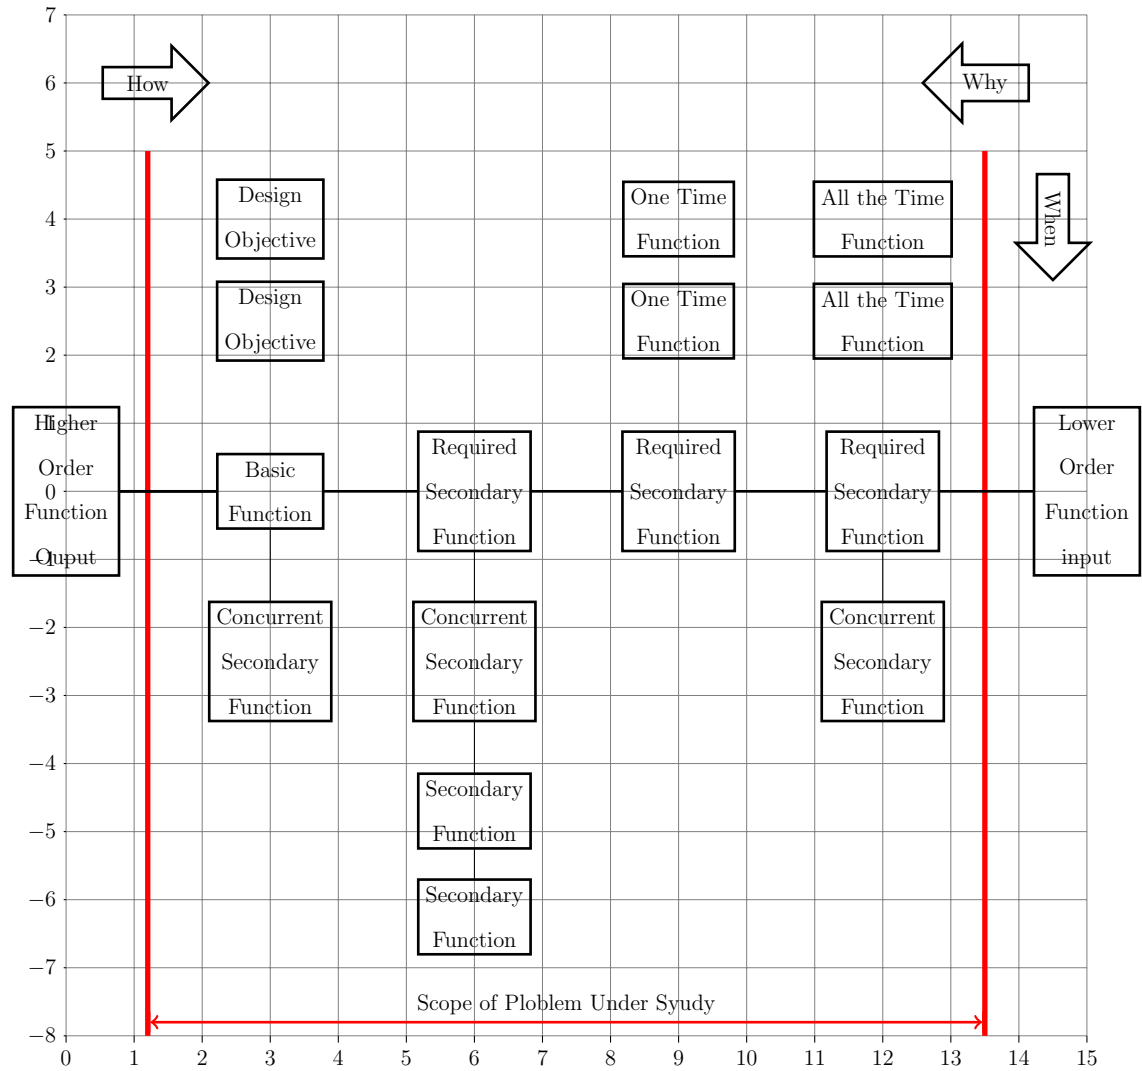 7
6
How
Why
5
Design
Objective
One Time
Function
All the Time
Function
When
4
3
Design
Objective
One Time
Function
All the Time
Function
2
1
Higher
Order
Function
Ouput
0
−1
Basic
Function
Required
Secondary
Function
Required
Secondary
Function
Required
Secondary
Function
Lower
Order
Function
input
−2
Concurrent
Secondary
Function
Concurrent
Secondary
Function
Concurrent
Secondary
Function
−3
−4
Secondary
Function
−5
−6
Secondary
Function
−7
Scope of Ploblem Under Syudy
−8
0 1 2 3 4 5 6 7 8 9 10 11 12 13 14 15